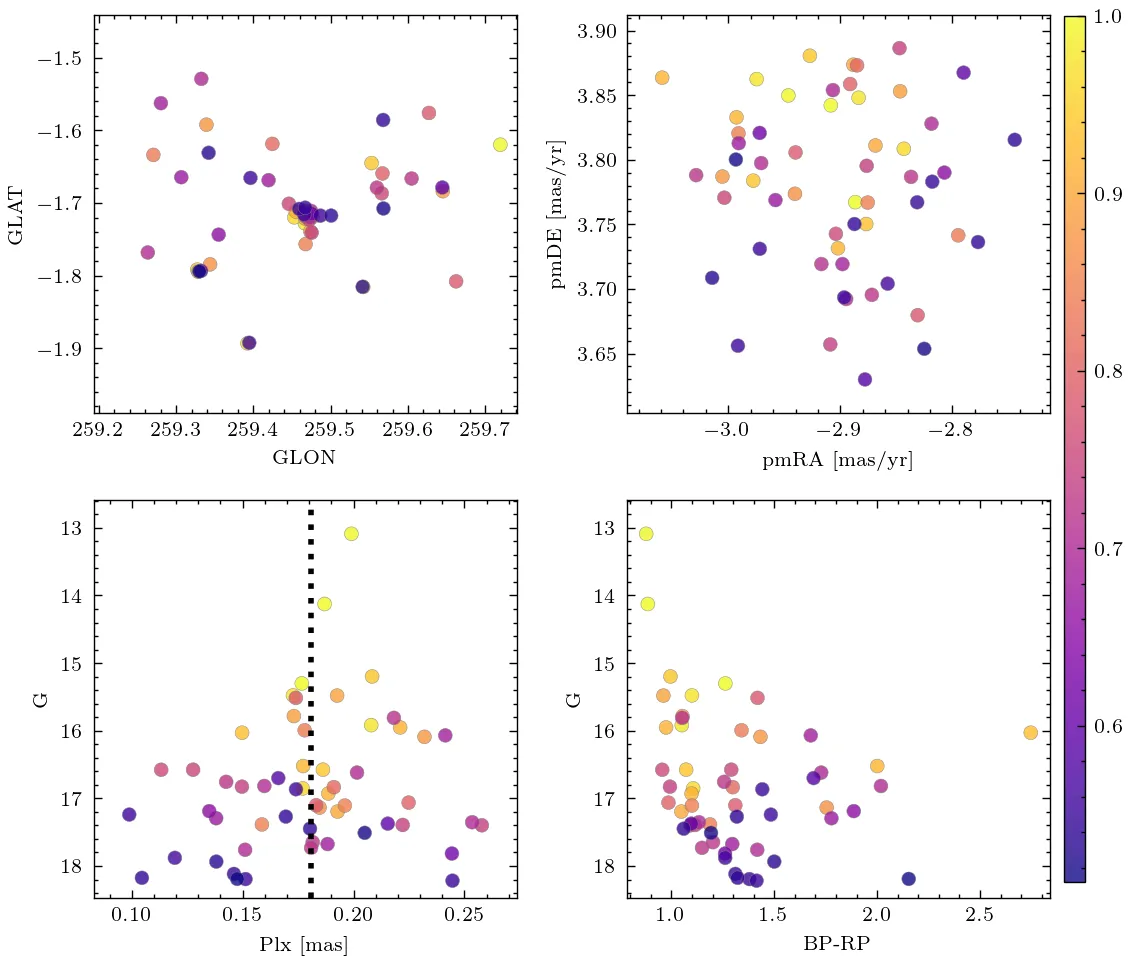 −1.5
−1.6
−1.7
−1.8
−1.9
GLAT
259.2 259.3 259.4 259.5 259.6 259.7
GLON
3.90
3.85
3.80
3.75
3.70
3.65
pmDE [mas/yr]
−3.0 −2.9 −2.8
pmRA [mas/yr]
1.0
0.9
0.8
0.7
0.6
13
14
15
16
17
18
G
0.10 0.15 0.20 0.25
Plx [mas]
13
14
15
16
17
18
G
1.0 1.5 2.0 2.5
BP-RP